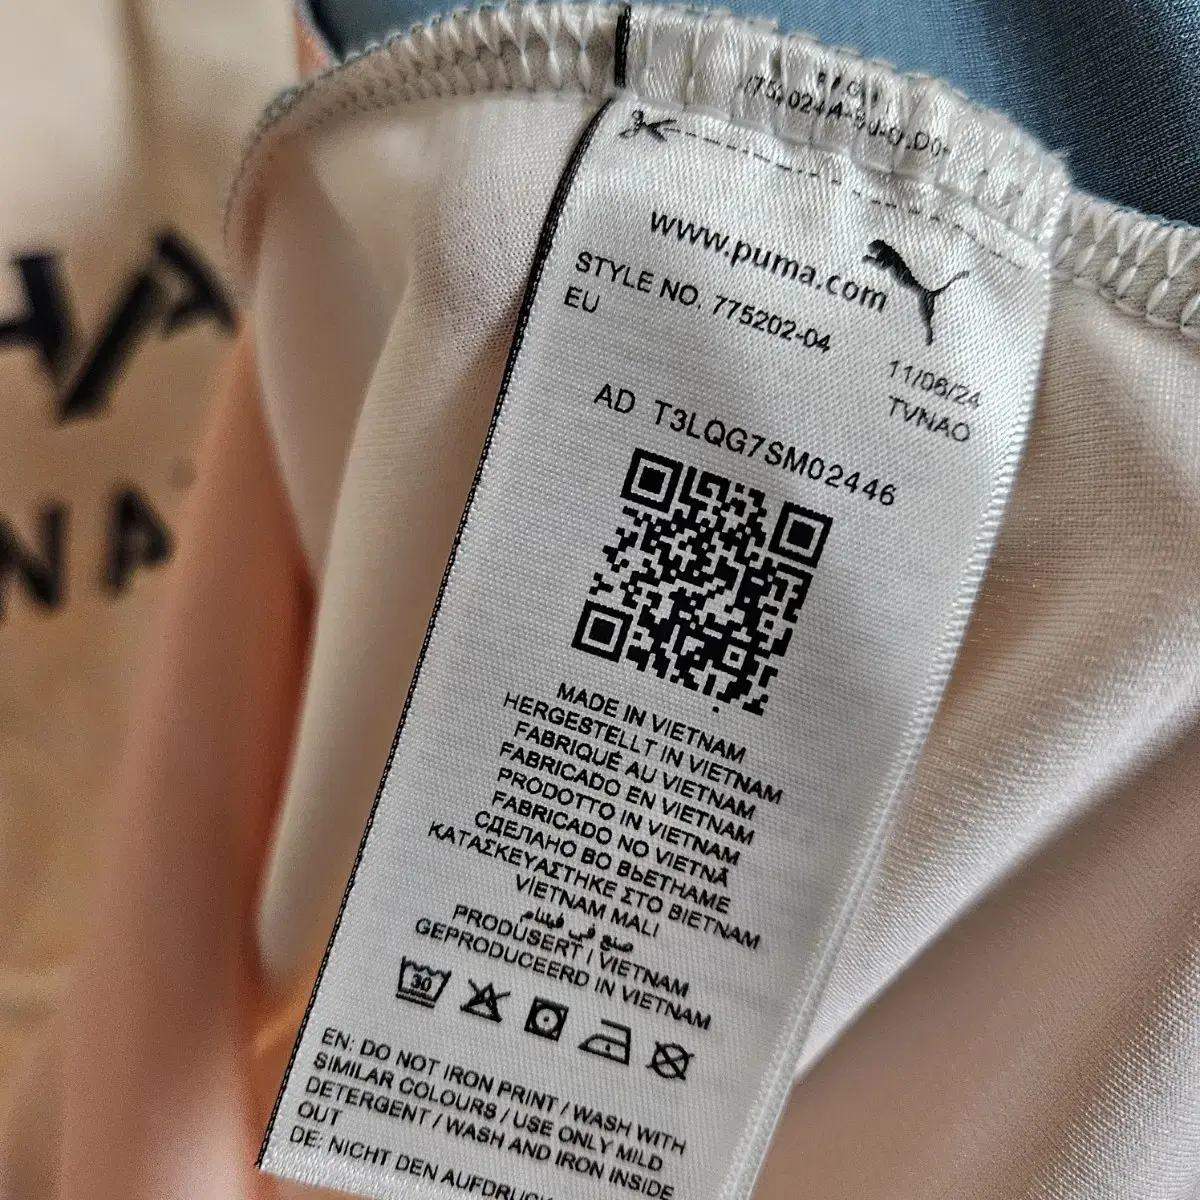 www.puma.com
STYLE NO. 775202-04
EU
11/06/24
TVNAO
AD T3LQG7SM02446
MADE IN VIETNAM
HERGESTELLT IN VIETNAM
FABRIQUÉ AU VIETNAM
FABRICADO EN VIETNAM
PRODOTTO IN VIETNAM
FABRICADO NO VIETNÃ
СДЕЛАНО ВО ВЬЕТНАМЕ
ΚΑΤΑΣΚΕΥΑΣΤΗΚΕ ΣΤΟ ΒΙΕΤΝΑΜ
VİETNAM MALI
صنع في فيتنام
PRODUSERT I VIETNAM
GEPRODUCEERD IN VIETNAM
30
EN: DO NOT IRON PRINT / WASH WITH
SIMILAR COLOURS / USE ONLY MILD
DETERGENT / WASH AND IRON INSIDE
OUT
DE: NICHT DEN